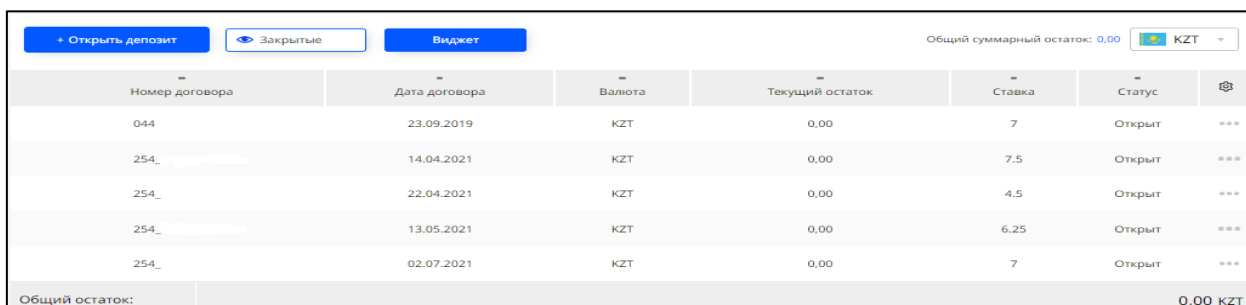 + Открыть депозит Закрытые Виджет Общий суммарный остаток: 0,00 KZT
Номер договора Дата договора Валюта Текущий остаток Ставка Статус
044 23.09.2019 KZT 0,00 7 Открыт
254_ 14.04.2021 KZT 0,00 7.5 Открыт
254_ 22.04.2021 KZT 0,00 4.5 Открыт
254_ 13.05.2021 KZT 0,00 6.25 Открыт
254_ 02.07.2021 KZT 0,00 7 Открыт
Общий остаток: 0.00 KZT